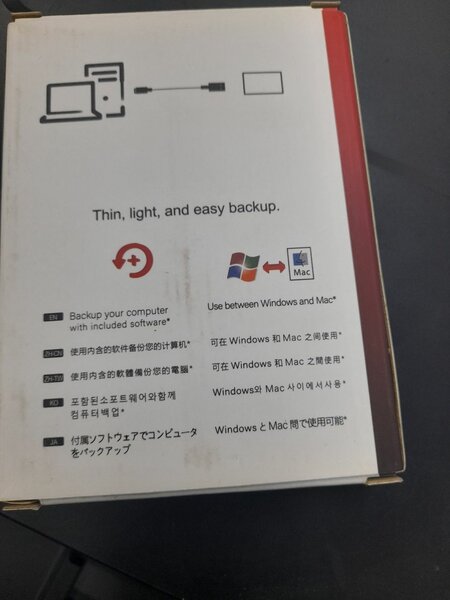 Thin, light, and easy backup.
Mac
EN Backup your computer
with included software*
Use between Windows and Mac*
ZH-CN 使用内含的软件备份您的计算机*
可在 Windows 和 Mac 之间使用*
ZH-TW 使用內含的軟體備份您的電腦*
可在 Windows 和 Mac 之間使用*
KO 포함된소프트웨어와함께
컴퓨터백업*
Windows와 Mac 사이에서사용*
JA 付属ソフトウェアでコンピュータ
をバックアップ
Windows と Mac 間で使用可能*